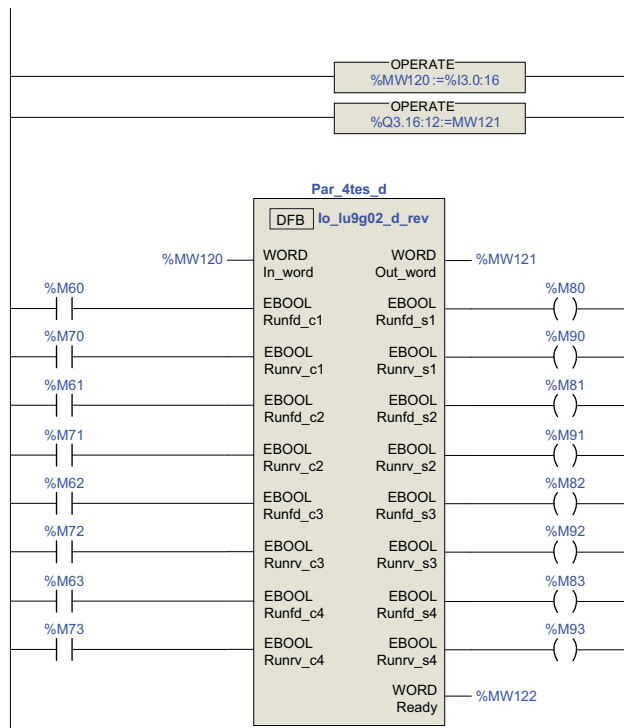 OPERATE
%MW120:=%I3.0:16
OPERATE
%Q3.16:12:=MW121
Par_4tes_d
DFB Io_lu9g02_d_rev
%MW120 WORD WORD %MW121
In_word Out_word
%M60 EBOOL EBOOL %M80
Runfd_c1 Runfd_s1
%M70 EBOOL EBOOL %M90
Runrv_c1 Runrv_s1
%M61 EBOOL EBOOL %M81
Runfd_c2 Runfd_s2
%M71 EBOOL EBOOL %M91
Runrv_c2 Runrv_s2
%M62 EBOOL EBOOL %M82
Runfd_c3 Runfd_s3
%M72 EBOOL EBOOL %M92
Runrv_c3 Runrv_s3
%M63 EBOOL EBOOL %M83
Runfd_c4 Runfd_s4
%M73 EBOOL EBOOL %M93
Runrv_c4 Runrv_s4
WORD %MW122
Ready